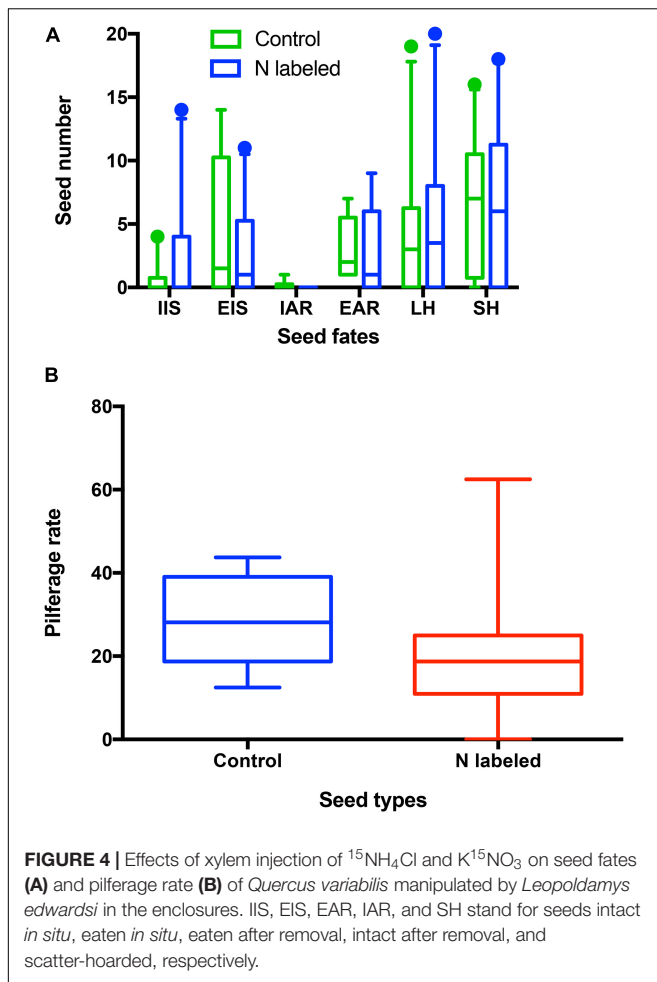 A
Control
N labeled
Seed number
20
15
10
5
0
IIS EIS IAR EAR LH SH
Seed fates
B
Pilferage rate
80
60
40
20
0
Control N labeled
Seed types
FIGURE 4 | Effects of xylem injection of ¹⁵NH₄Cl and K¹⁵NO₃ on seed fates
(A) and pilferage rate (B) of Quercus variabilis manipulated by Leopoldamys
edwardsi in the enclosures. IIS, EIS, EAR, IAR, and SH stand for seeds intact
in situ, eaten in situ, eaten after removal, intact after removal, and
scatter-hoarded, respectively.